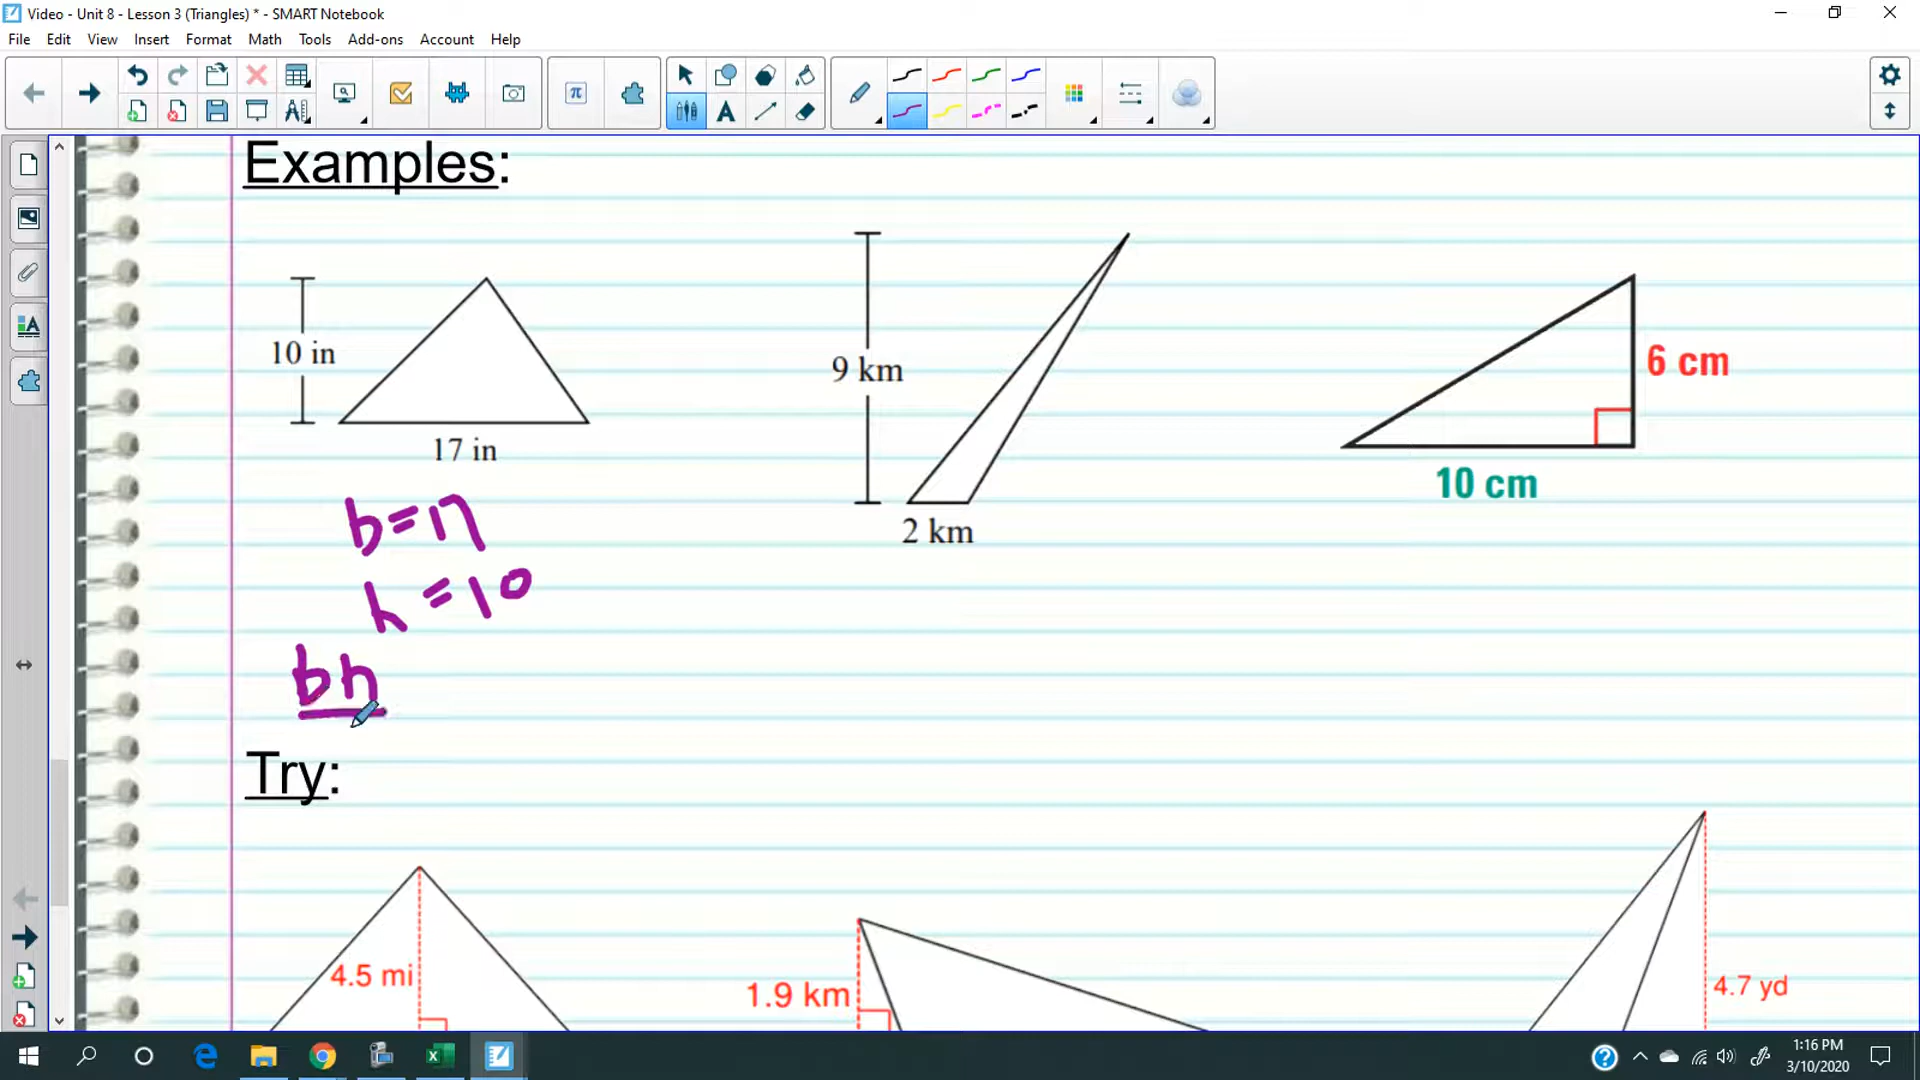 Video - Unit 8 - Lesson 3 (Triangles) * - SMART Notebook
File Edit View Insert Format Math Tools Add-ons Account Help
Examples:
10 in
17 in
9 km
2 km
6 cm
10 cm
b=17
h=10
bh
Try:
4.5 mi
1.9 km
4.7 yd
1:16 PM
3/10/2020